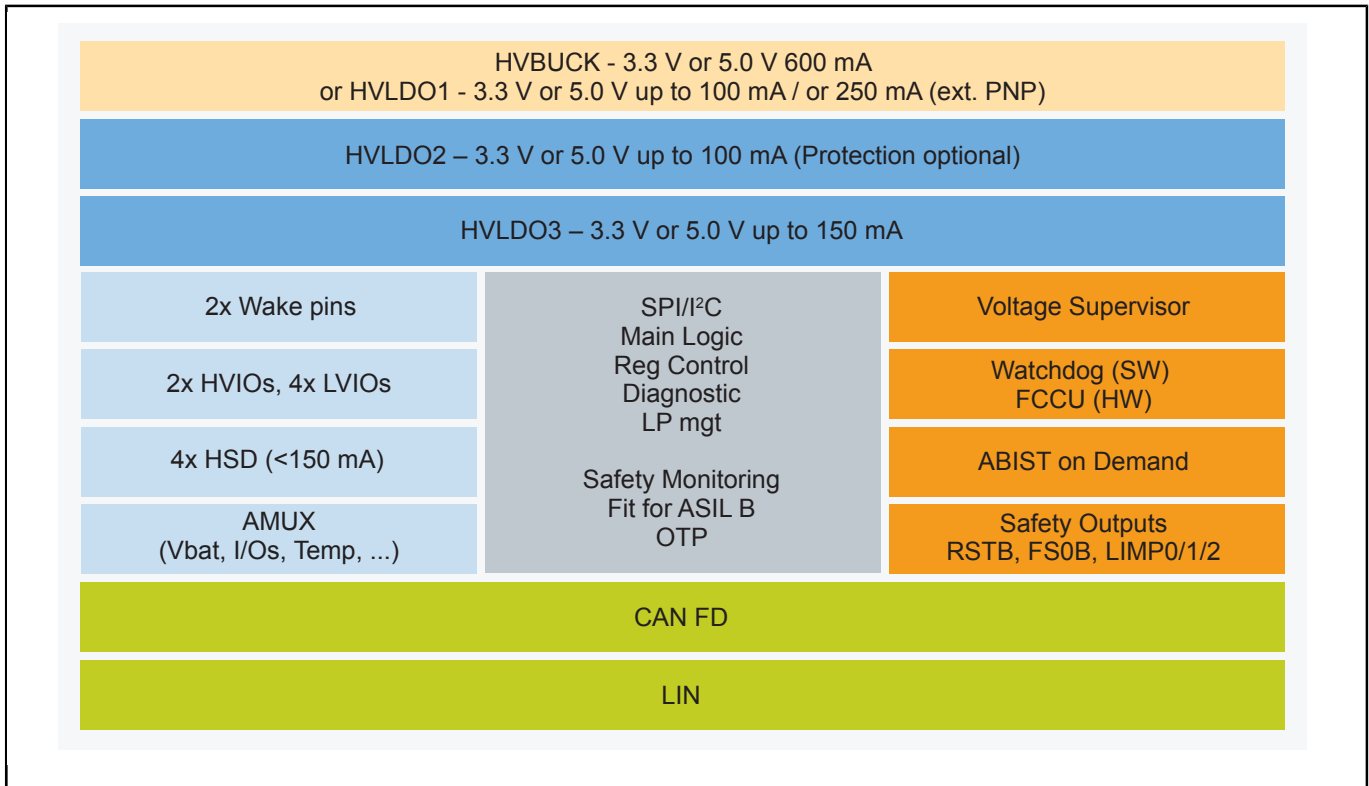 HVBUCK - 3.3 V or 5.0 V 600 mA
or HVLDO1 - 3.3 V or 5.0 V up to 100 mA / or 250 mA (ext. PNP)
HVLDO2 – 3.3 V or 5.0 V up to 100 mA (Protection optional)
HVLDO3 – 3.3 V or 5.0 V up to 150 mA
2x Wake pins
2x HVIOs, 4x LVIOs
4x HSD (<150 mA)
AMUX
(Vbat, I/Os, Temp, ...)
SPI/I²C
Main Logic
Reg Control
Diagnostic
LP mgt
Safety Monitoring
Fit for ASIL B
OTP
Voltage Supervisor
Watchdog (SW)
FCCU (HW)
ABIST on Demand
Safety Outputs
RSTB, FS0B, LIMP0/1/2
CAN FD
LIN